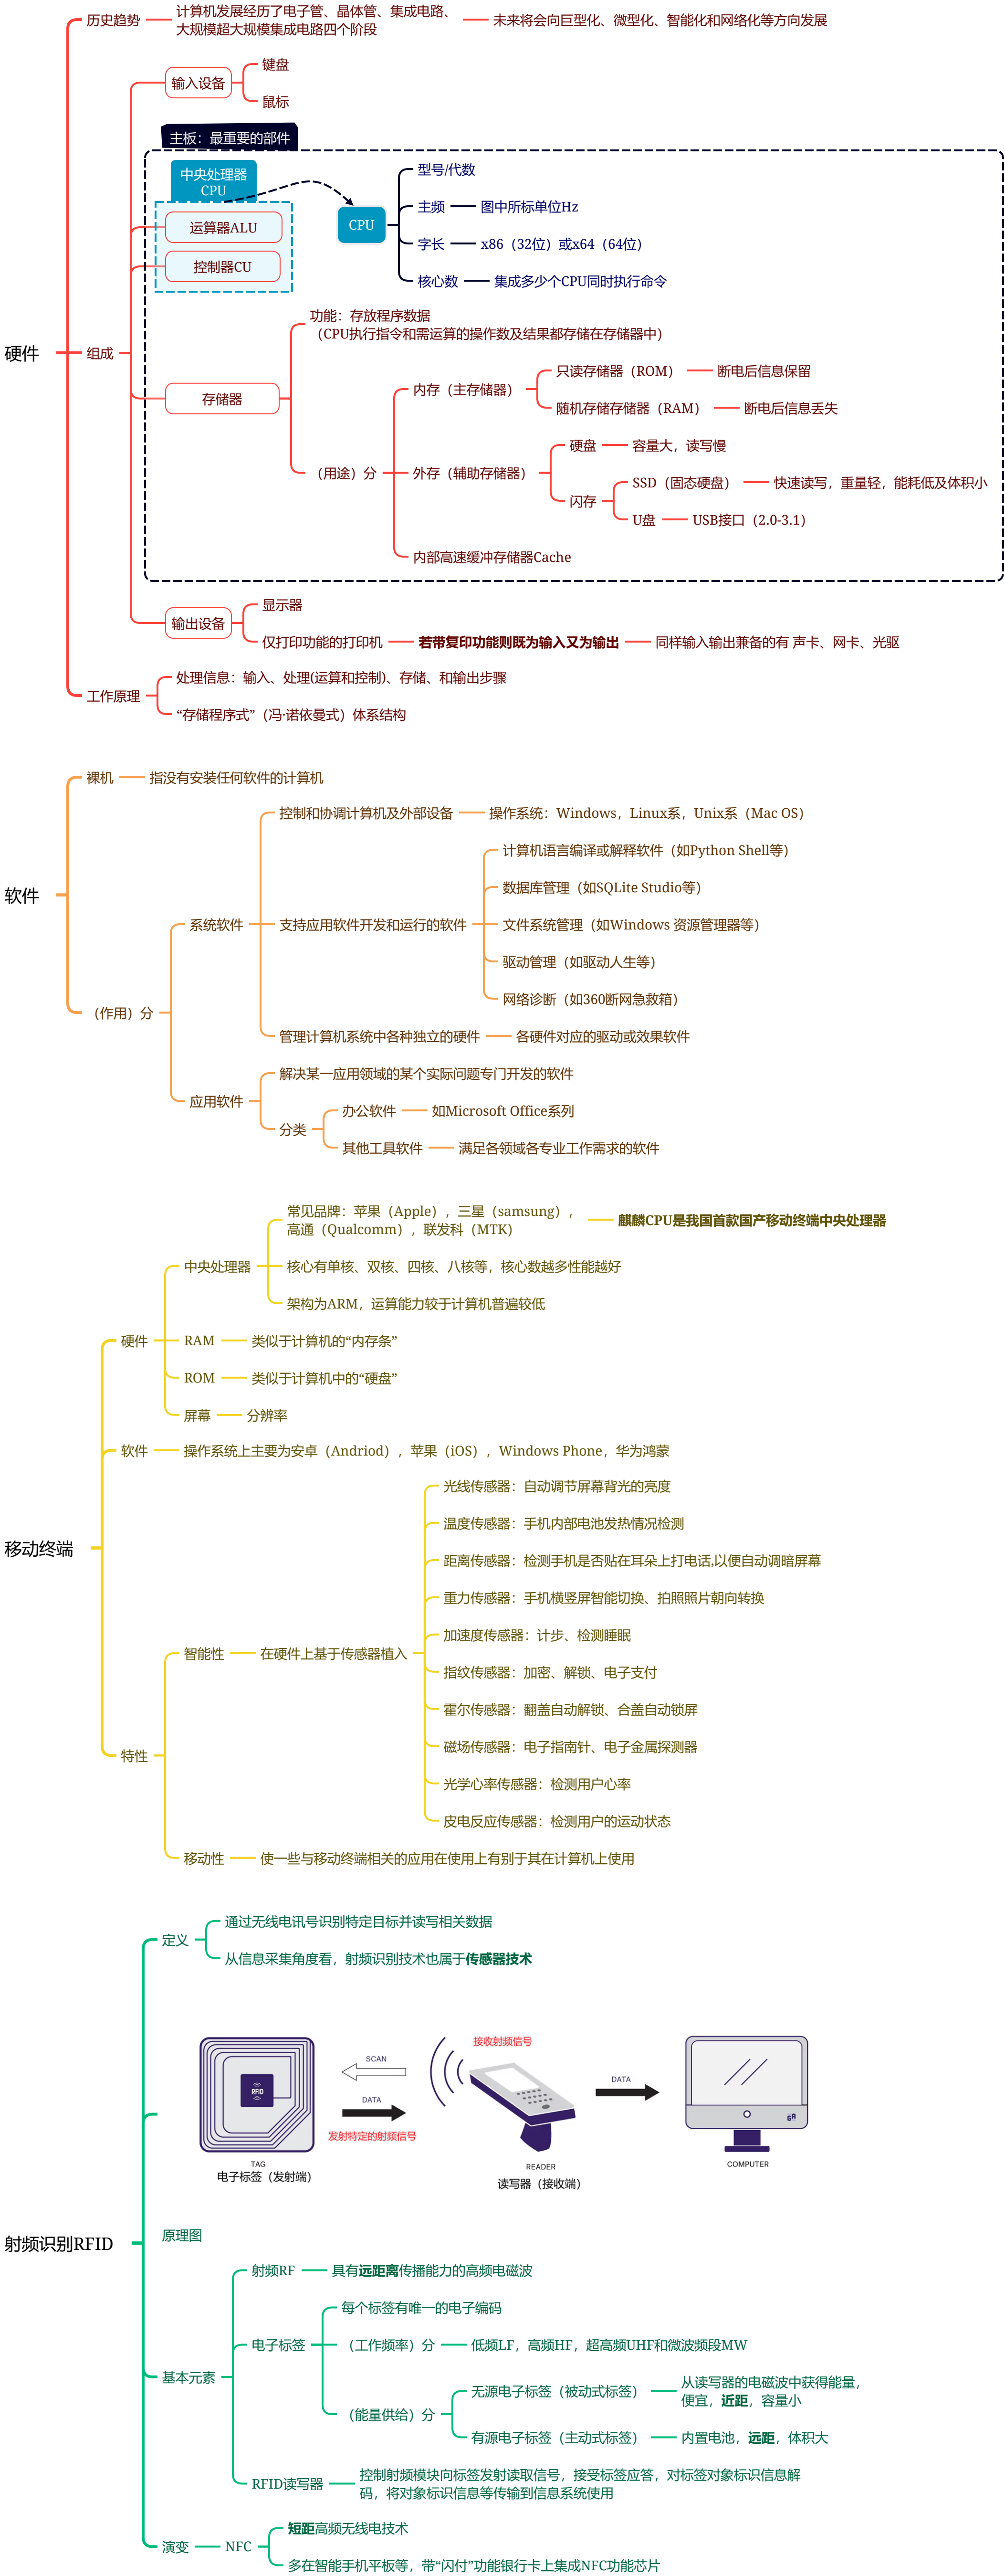 硬件
历史趋势
计算机发展经历了电子管、晶体管、集成电路、
大规模超大规模集成电路四个阶段
未来将会向巨型化、微型化、智能化和网络化等方向发展
组成
输入设备
键盘
鼠标
主板：最重要的部件
中央处理器
CPU
运算器ALU
控制器CU
CPU
型号/代数
主频
图中所标单位Hz
字长
x86（32位）或x64（64位）
核心数
集成多少个CPU同时执行命令
存储器
功能：存放程序数据
（CPU执行指令和需运算的操作数及结果都存储在存储器中）
（用途）分
内存（主存储器）
只读存储器（ROM）
断电后信息保留
随机存储存储器（RAM）
断电后信息丢失
外存（辅助存储器）
硬盘
容量大，读写慢
闪存
SSD（固态硬盘）
快速读写，重量轻，能耗低及体积小
U盘
USB接口（2.0-3.1）
内部高速缓冲存储器Cache
输出设备
显示器
仅打印功能的打印机
若带复印功能则既为输入又为输出
同样输入输出兼备的有 声卡、网卡、光驱
工作原理
处理信息：输入、处理(运算和控制)、存储、和输出步骤
“存储程序式”（冯·诺依曼式）体系结构
软件
裸机
指没有安装任何软件的计算机
（作用）分
系统软件
控制和协调计算机及外部设备
操作系统：Windows，Linux系，Unix系（Mac OS）
支持应用软件开发和运行的软件
计算机语言编译或解释软件（如Python Shell等）
数据库管理（如SQLite Studio等）
文件系统管理（如Windows 资源管理器等）
驱动管理（如驱动人生等）
网络诊断（如360断网急救箱）
管理计算机系统中各种独立的硬件
各硬件对应的驱动或效果软件
应用软件
解决某一应用领域的某个实际问题专门开发的软件
分类
办公软件
如Microsoft Office系列
其他工具软件
满足各领域各专业工作需求的软件
移动终端
硬件
中央处理器
常见品牌：苹果（Apple），三星（samsung），
高通（Qualcomm），联发科（MTK）
麒麟CPU是我国首款国产移动终端中央处理器
核心有单核、双核、四核、八核等，核心数越多性能越好
架构为ARM，运算能力较于计算机普遍较低
RAM
类似于计算机的“内存条”
ROM
类似于计算机中的“硬盘”
屏幕
分辨率
软件
操作系统上主要为安卓（Andriod），苹果（iOS），Windows Phone，华为鸿蒙
特性
智能性
在硬件上基于传感器植入
光线传感器：自动调节屏幕背光的亮度
温度传感器：手机内部电池发热情况检测
距离传感器：检测手机是否贴在耳朵上打电话,以便自动调暗屏幕
重力传感器：手机横竖屏智能切换、拍照照片朝向转换
加速度传感器：计步、检测睡眠
指纹传感器：加密、解锁、电子支付
霍尔传感器：翻盖自动解锁、合盖自动锁屏
磁场传感器：电子指南针、电子金属探测器
光学心率传感器：检测用户心率
皮电反应传感器：检测用户的运动状态
移动性
使一些与移动终端相关的应用在使用上有别于其在计算机上使用
射频识别RFID
定义
通过无线电讯号识别特定目标并读写相关数据
从信息采集角度看，射频识别技术也属于传感器技术
RFID
TAG
电子标签（发射端）
SCAN
DATA
发射特定的射频信号
接收射频信号
READER
读写器（接收端）
DATA
COMPUTER
原理图
基本元素
射频RF
具有远距离传播能力的高频电磁波
电子标签
每个标签有唯一的电子编码
（工作频率）分
低频LF，高频HF，超高频UHF和微波频段MW
（能量供给）分
无源电子标签（被动式标签）
从读写器的电磁波中获得能量，
便宜，近距，容量小
有源电子标签（主动式标签）
内置电池，远距，体积大
RFID读写器
控制射频模块向标签发射读取信号，接受标签应答，对标签对象标识信息解
码，将对象标识信息等传输到信息系统使用
演变
NFC
短距高频无线电技术
多在智能手机平板等，带“闪付”功能银行卡上集成NFC功能芯片